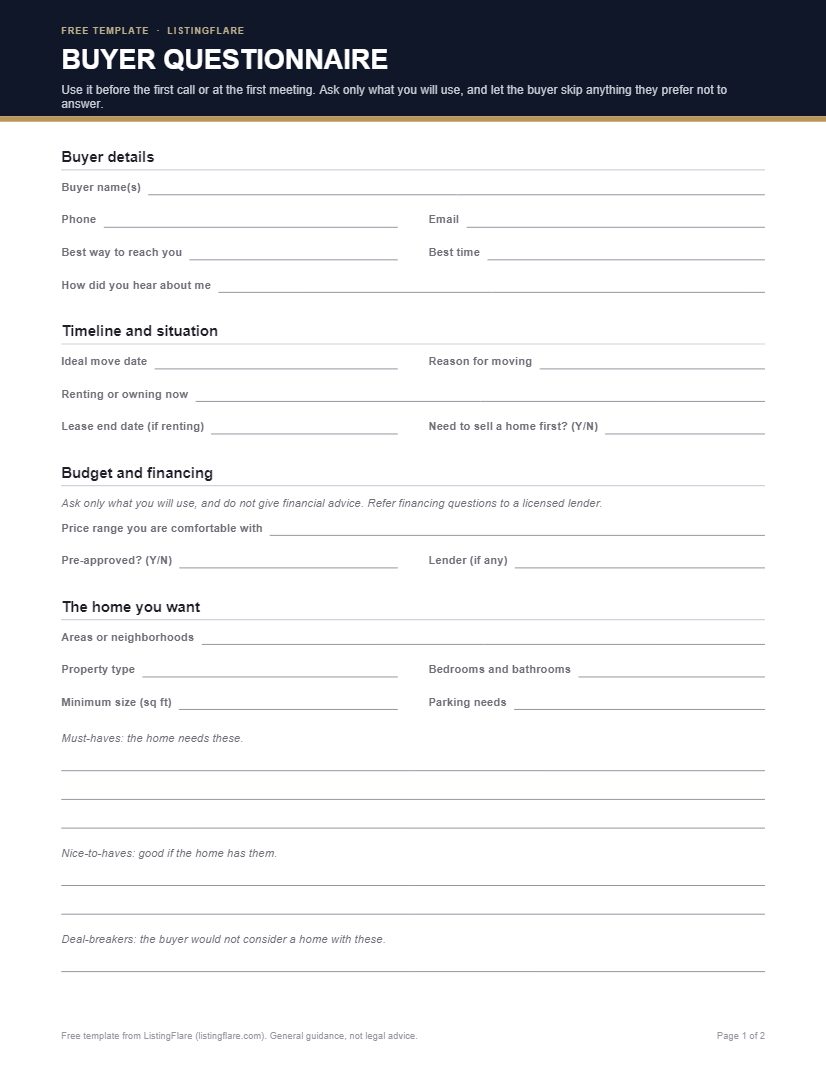 FREE TEMPLATE · LISTINGFLARE
BUYER QUESTIONNAIRE
Use it before the first call or at the first meeting. Ask only what you will use, and let the buyer skip anything they prefer not to
answer.
Buyer details
Buyer name(s)
Phone Email
Best way to reach you Best time
How did you hear about me
Timeline and situation
Ideal move date Reason for moving
Renting or owning now
Lease end date (if renting) Need to sell a home first? (Y/N)
Budget and financing
Ask only what you will use, and do not give financial advice. Refer financing questions to a licensed lender.
Price range you are comfortable with
Pre-approved? (Y/N) Lender (if any)
The home you want
Areas or neighborhoods
Property type Bedrooms and bathrooms
Minimum size (sq ft) Parking needs
Must-haves: the home needs these.
Nice-to-haves: good if the home has them.
Deal-breakers: the buyer would not consider a home with these.
Free template from ListingFlare (listingflare.com). General guidance, not legal advice. Page 1 of 2